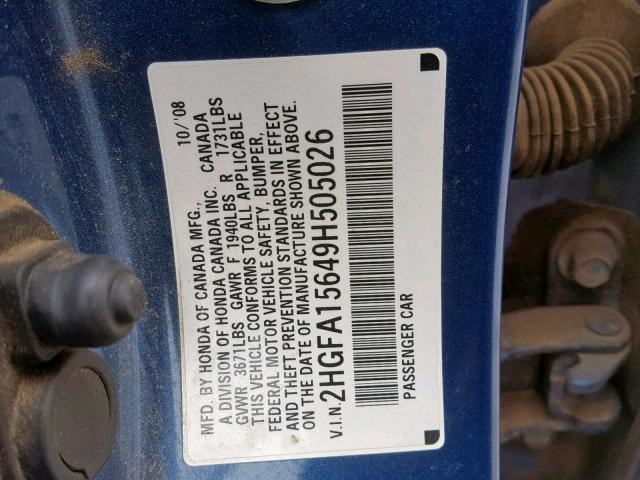 MFD. BY HONDA OF CANADA MFG., 10/'08
A DIVISION OF HONDA CANADA INC. CANADA
GVWR 3671LBS GAWR F 1940LBS R 1731LBS
THIS VEHICLE CONFORMS TO ALL APPLICABLE
FEDERAL MOTOR VEHICLE SAFETY, BUMPER,
AND THEFT PREVENTION STANDARDS IN EFFECT
ON THE DATE OF MANUFACTURE SHOWN ABOVE.
V.I.N. 2HGFA15649H505026
PASSENGER CAR